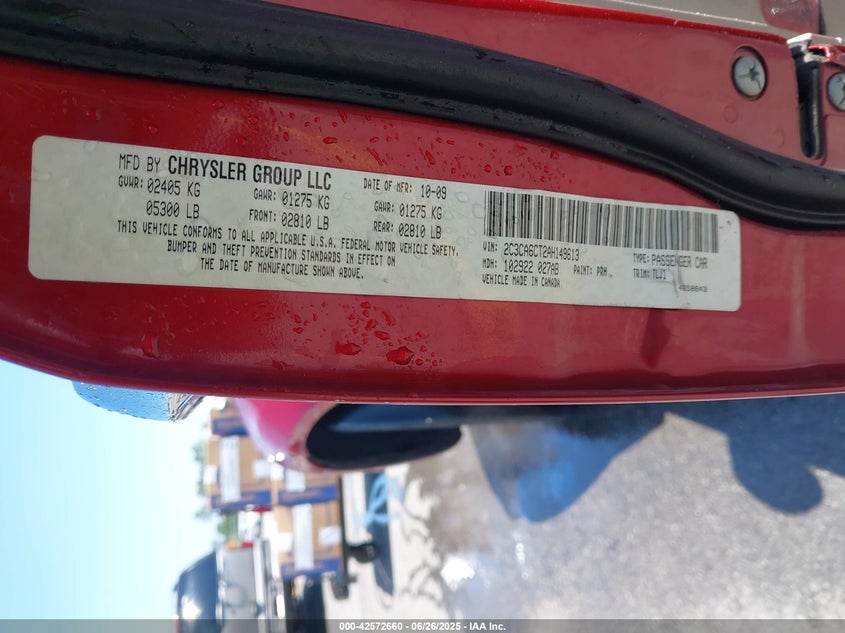 MFD BY CHRYSLER GROUP LLC
DATE OF MFR: 10-09
GVWR: 02405 KG
GAWR: 01275 KG
GAWR: 01275 KG
05300 LB
FRONT: 02810 LB
REAR: 02810 LB
THIS VEHICLE CONFORMS TO ALL APPLICABLE U.S.A. FEDERAL MOTOR VEHICLE SAFETY,
BUMPER AND THEFT PREVENTION STANDARDS IN EFFECT ON
THE DATE OF MANUFACTURE SHOWN ABOVE.
VIN: 2C3CA6CT2AH149613
TYPE: PASSENGER CAR
MDH: 102922 027AB
PAINT: PRH
TRIM: TLJ1
VEHICLE MADE IN CANADA
000-42572660 | 06/26/2025 | IAA Inc.